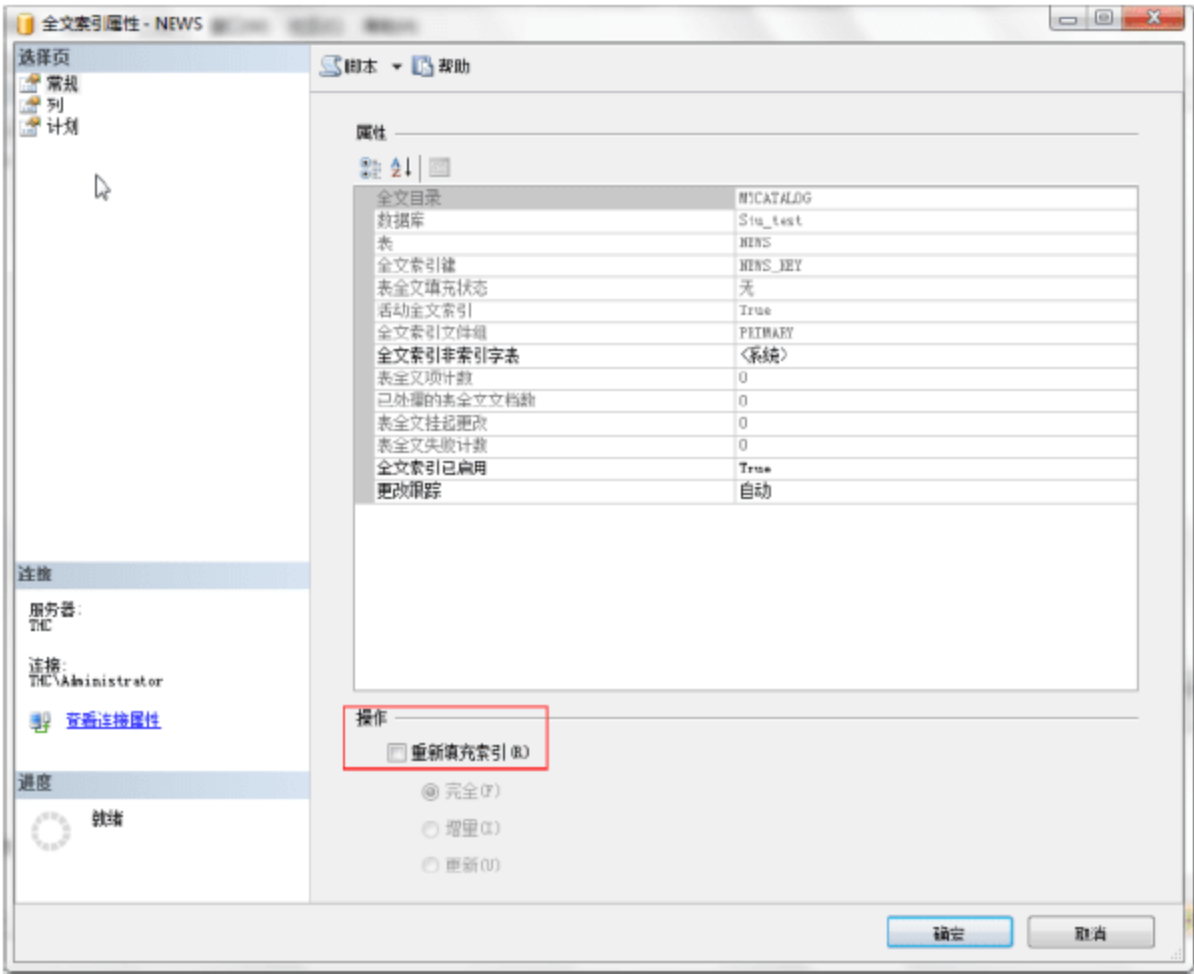 全文索引属性 - NEWS
选择页
常规
列
计划
脚本 帮助
属性
全文目录 MYCATALOG
数据库 Siu_test
表 NEWS
全文索引键 NEWS_KEY
表全文填充状态 无
活动全文索引 True
全文索引文件组 PRIMARY
全文索引非索引字表 <系统>
表全文项计数 0
已处理的表全文文档数 0
表全文挂起更改 0
表全文失败计数 0
全文索引已启用 True
更改跟踪 自动
连接
服务器:
TMC
连接:
TMC\Administrator
查看连接属性
进度
就绪
操作
重新填充索引(R)
完全(F)
增量(I)
更新(U)
确定 取消